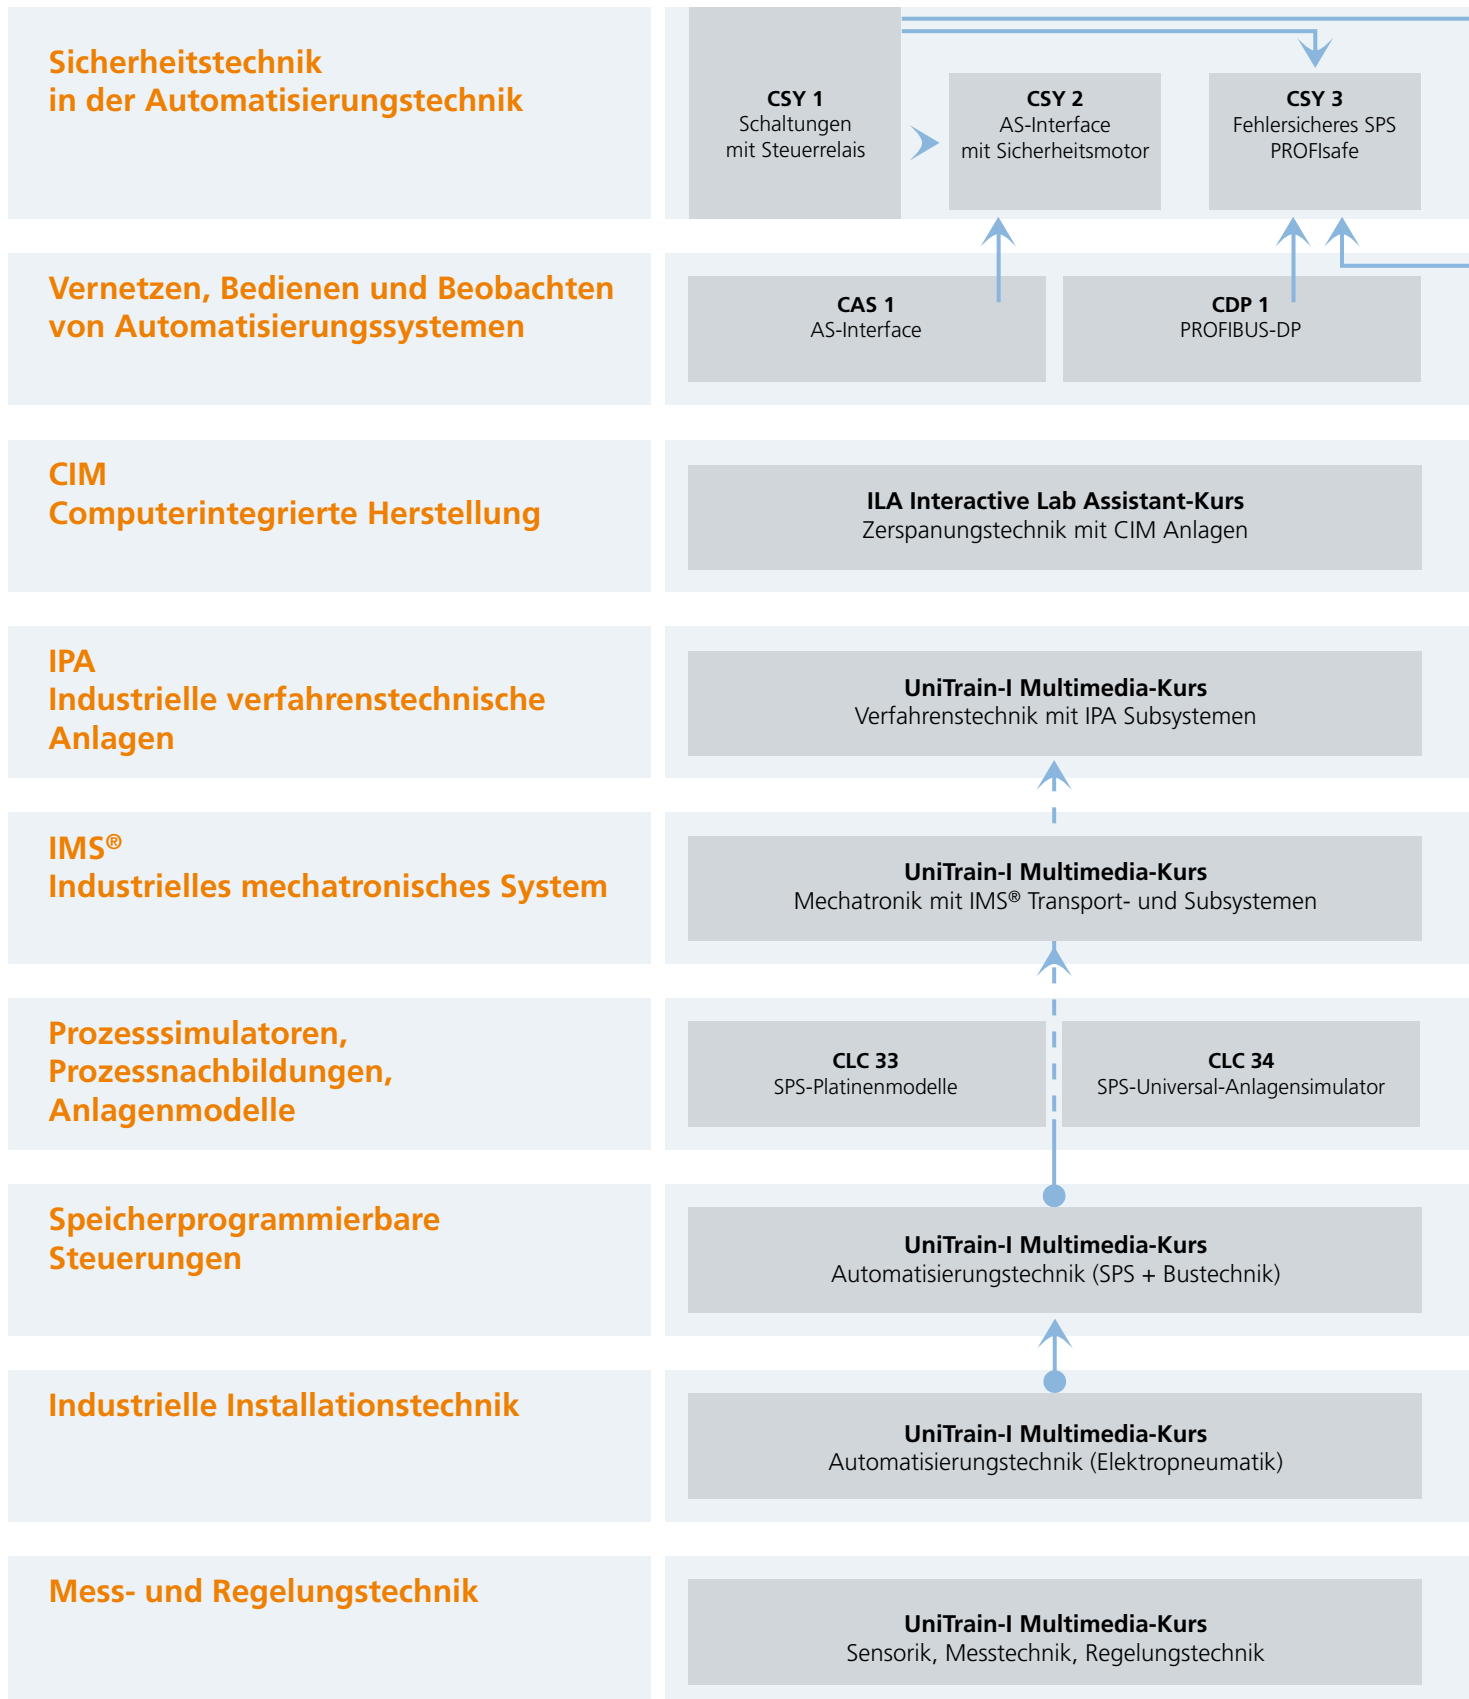 Sicherheitstechnik
in der Automatisierungstechnik
CSY 1
Schaltungen
mit Steuerrelais
CSY 2
AS-Interface
mit Sicherheitsmotor
CSY 3
Fehlersicheres SPS
PROFIsafe
Vernetzen, Bedienen und Beobachten
von Automatisierungssystemen
CAS 1
AS-Interface
CDP 1
PROFIBUS-DP
CIM
Computerintegrierte Herstellung
ILA Interactive Lab Assistant-Kurs
Zerspanungstechnik mit CIM Anlagen
IPA
Industrielle verfahrenstechnische
Anlagen
UniTrain-I Multimedia-Kurs
Verfahrenstechnik mit IPA Subsystemen
IMS®
Industrielles mechatronisches System
UniTrain-I Multimedia-Kurs
Mechatronik mit IMS® Transport- und Subsystemen
Prozesssimulatoren,
Prozessnachbildungen,
Anlagenmodelle
CLC 33
SPS-Platinenmodelle
CLC 34
SPS-Universal-Anlagensimulator
Speicherprogrammierbare
Steuerungen
UniTrain-I Multimedia-Kurs
Automatisierungstechnik (SPS + Bustechnik)
Industrielle Installationstechnik
UniTrain-I Multimedia-Kurs
Automatisierungstechnik (Elektropneumatik)
Mess- und Regelungstechnik
UniTrain-I Multimedia-Kurs
Sensorik, Messtechnik, Regelungstechnik